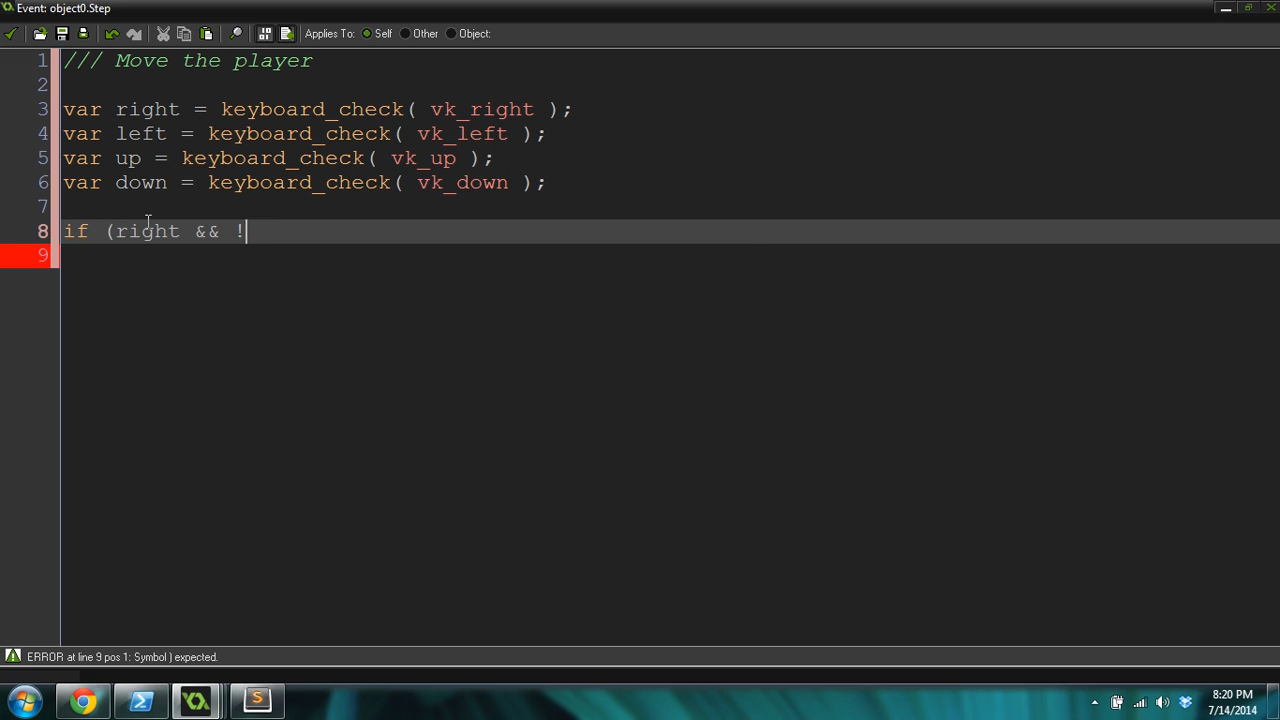 Event: object0.Step
Applies To: Self Other Object:
1 /// Move the player
2
3 var right = keyboard_check( vk_right );
4 var left = keyboard_check( vk_left );
5 var up = keyboard_check( vk_up );
6 var down = keyboard_check( vk_down );
7
8 if (right && !
9
ERROR at line 9 pos 1: Symbol ) expected.
S
8:20 PM
7/14/2014